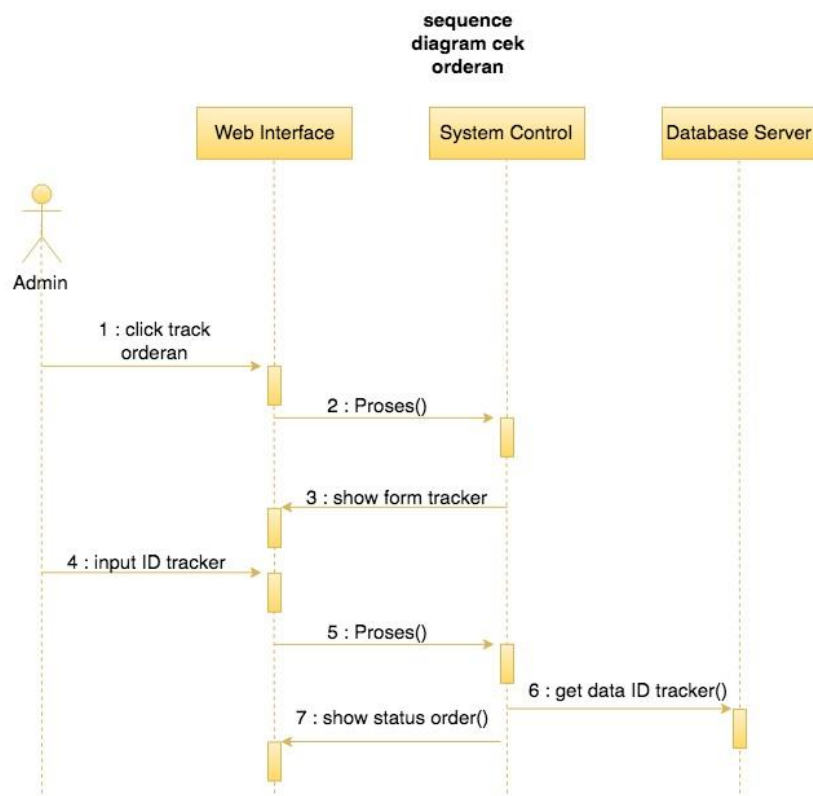 sequence
diagram cek
orderan
Web Interface
System Control
Database Server
Admin
1 : click track
orderan
2 : Proses()
3 : show form tracker
4 : input ID tracker
5 : Proses()
6 : get data ID tracker()
7 : show status order()